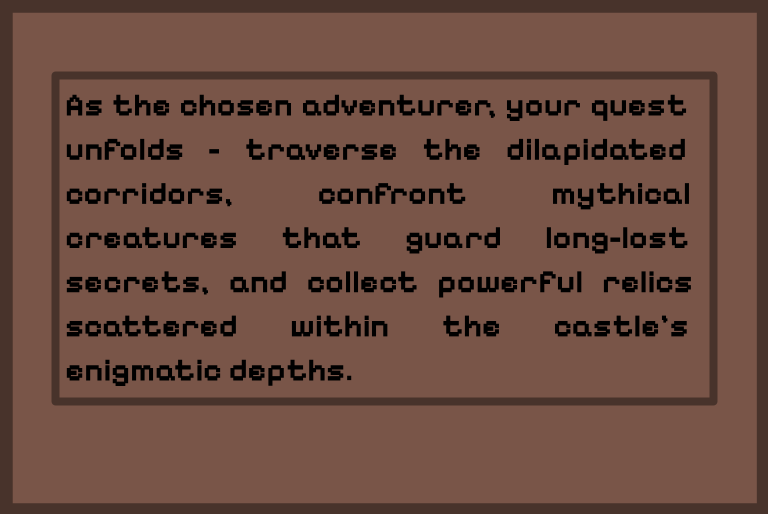 As the chosen adventurer, your quest
unfolds - traverse the dilapidated
corridors, confront mythical
creatures that guard long-lost
secrets, and collect powerful relics
scattered within the castle's
enigmatic depths.